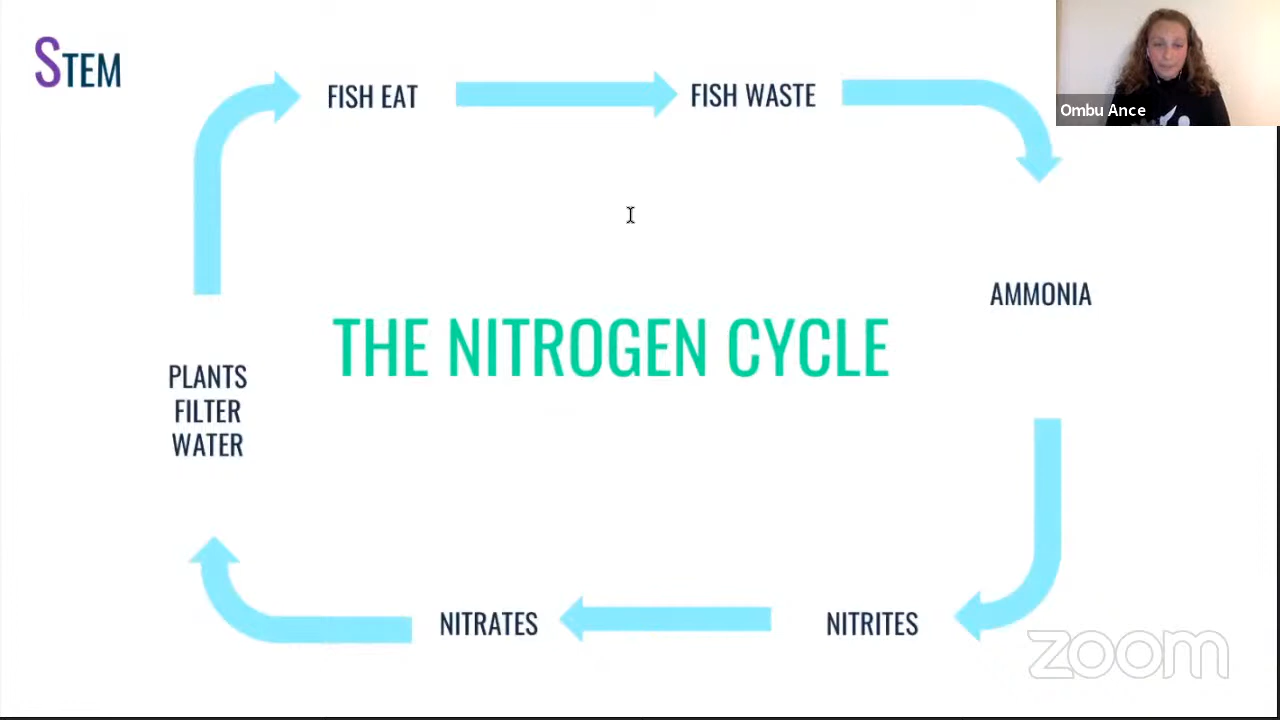 STEM
FISH EAT
FISH WASTE
Ombu Ance
AMMONIA
THE NITROGEN CYCLE
PLANTS
FILTER
WATER
NITRATES
NITRITES
zoom